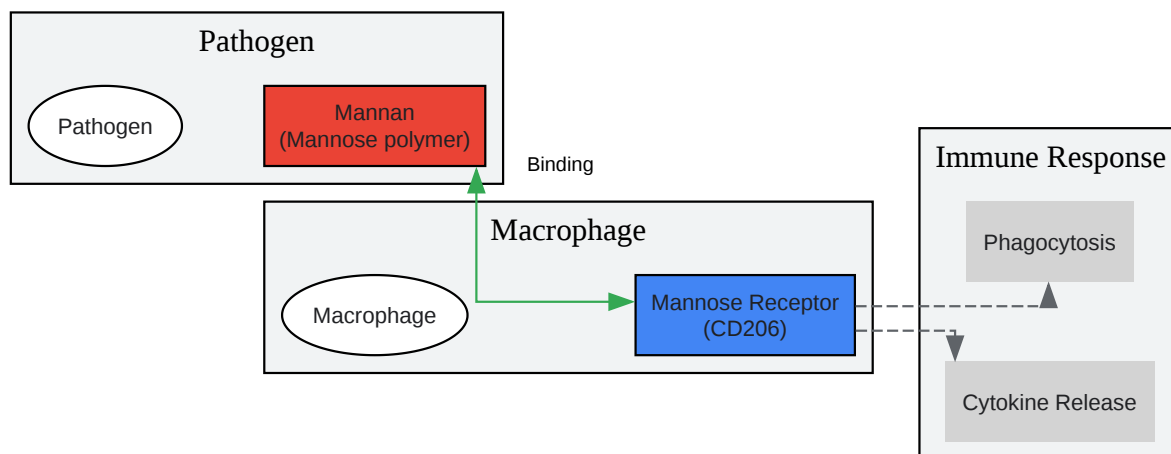 Pathogen
Pathogen
Mannan
(Mannose polymer)
Binding
Macrophage
Macrophage
Mannose Receptor
(CD206)
Immune Response
Phagocytosis
Cytokine Release